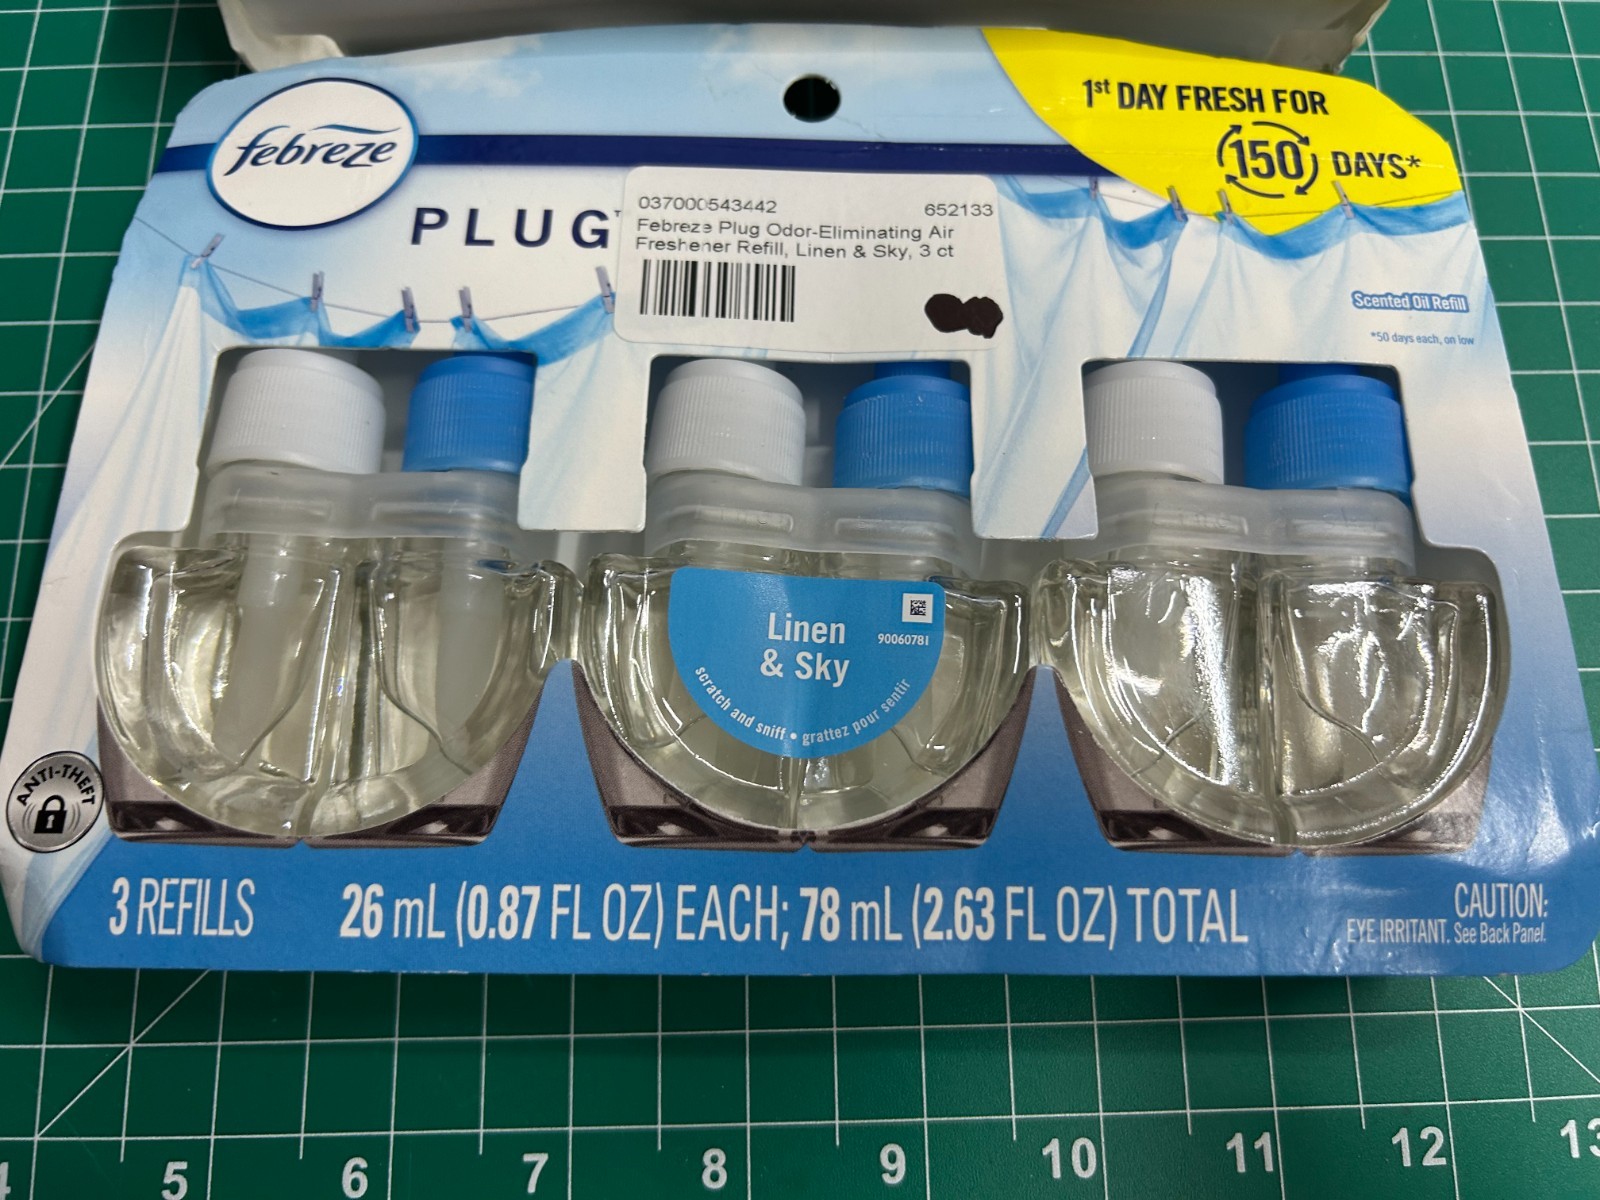 febreze
PLUG™
1st DAY FRESH FOR
150 DAYS*
037000543442 652133
Febreze Plug Odor-Eliminating Air
Freshener Refill, Linen & Sky, 3 ct
Scented Oil Refill
*50 days each, on low
Linen
& Sky
90060781
scratch and sniff • grattez pour sentir
ANTI-THEFT
3 REFILLS 26 mL (0.87 FL OZ) EACH; 78 mL (2.63 FL OZ) TOTAL
CAUTION:
EYE IRRITANT. See Back Panel.
4 5 6 7 8 9 10 11 12 13